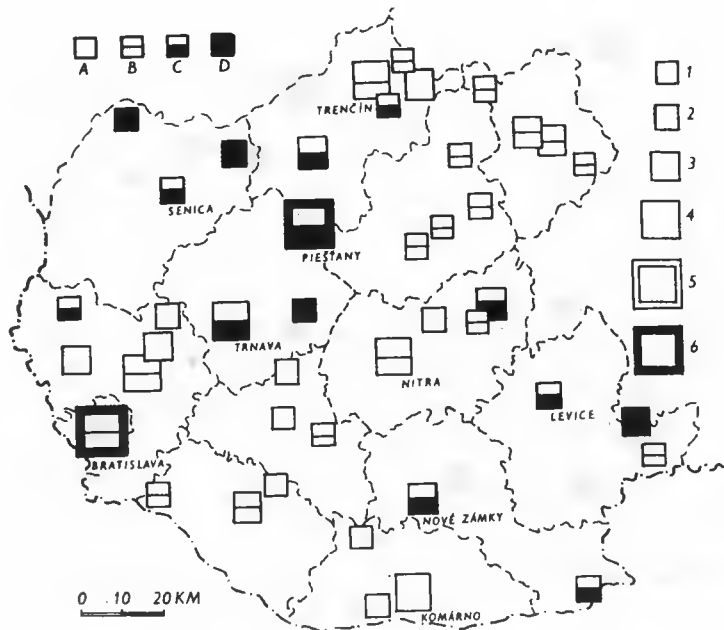 A B C D
1
2
3
4
5
6
TRENČÍN
SENICA
PIEŠŤANY
TRNAVA
NITRA
LEVICE
BRATISLAVA
NOVÉ ZÁMKY
KOMÁRNO
0 10 20 KM